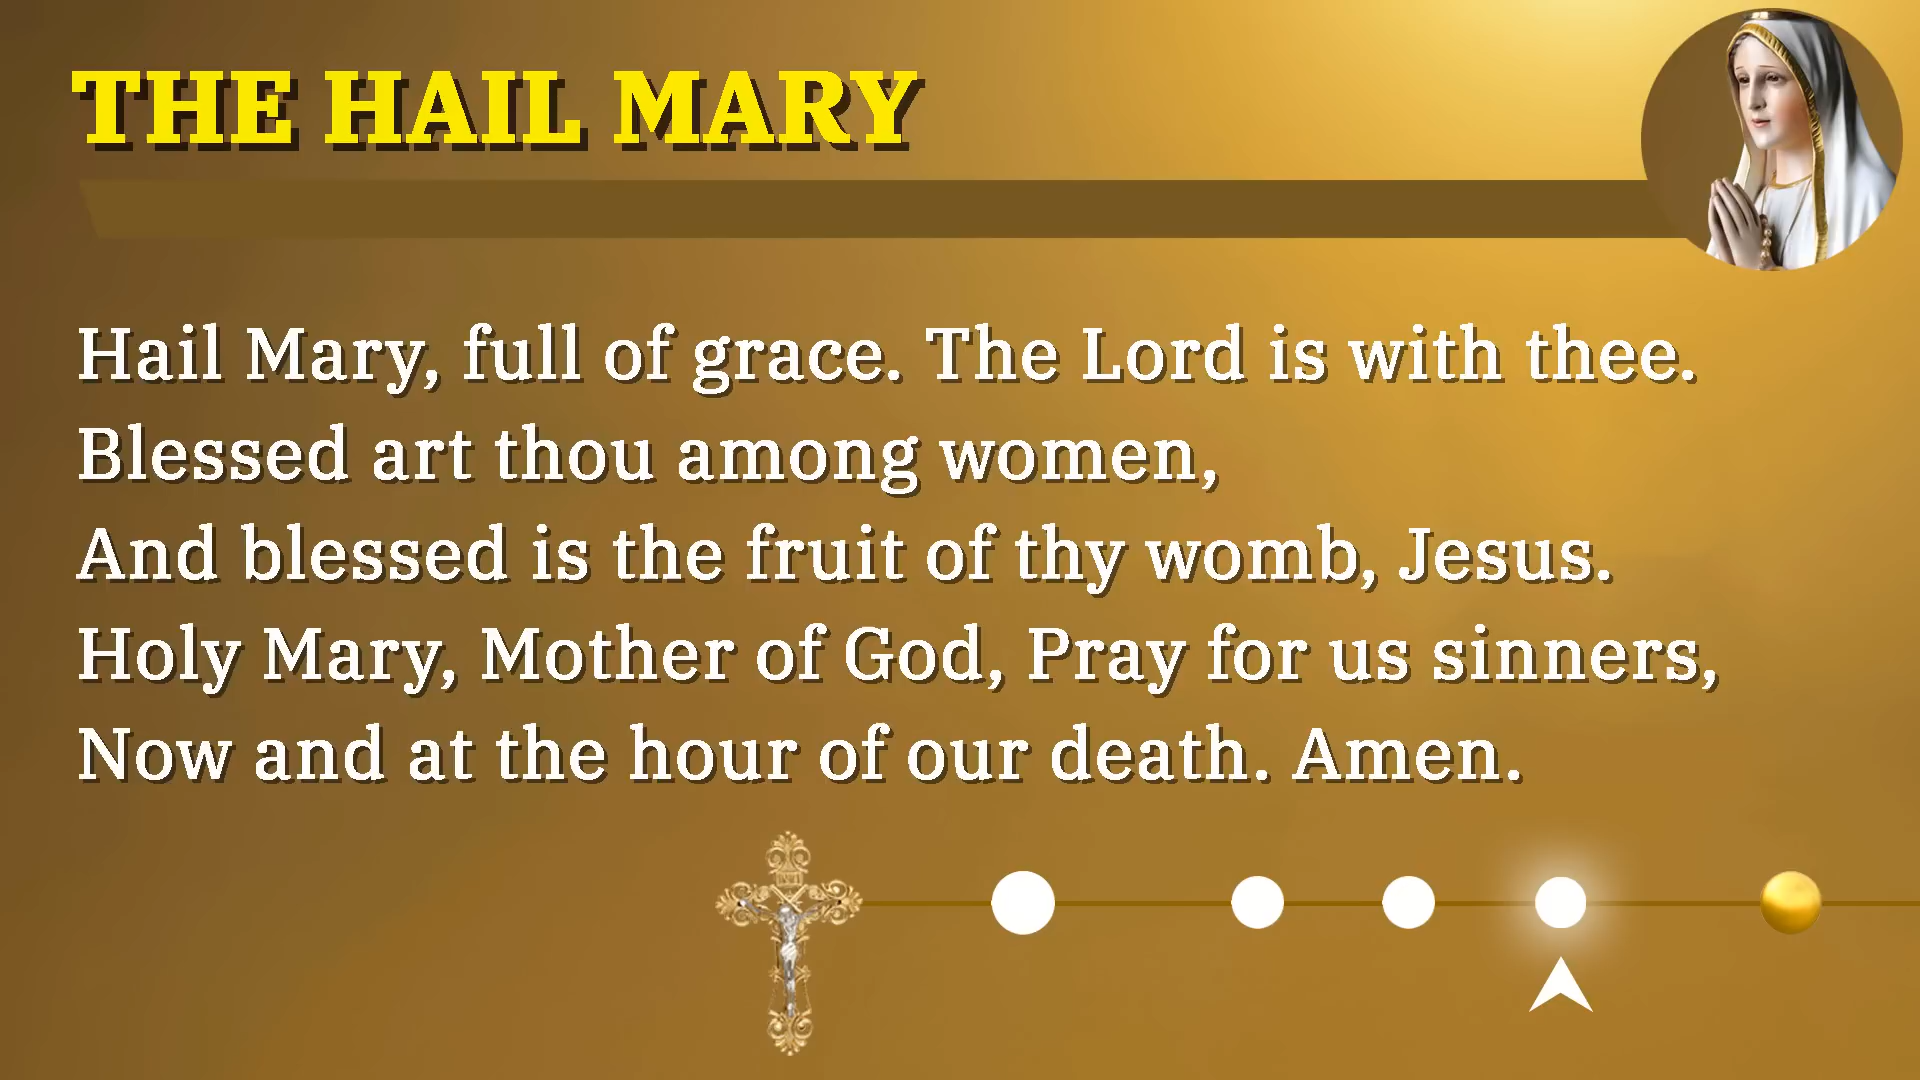 THE HAIL MARY
Hail Mary, full of grace. The Lord is with thee.
Blessed art thou among women,
And blessed is the fruit of thy womb, Jesus.
Holy Mary, Mother of God, Pray for us sinners,
Now and at the hour of our death. Amen.